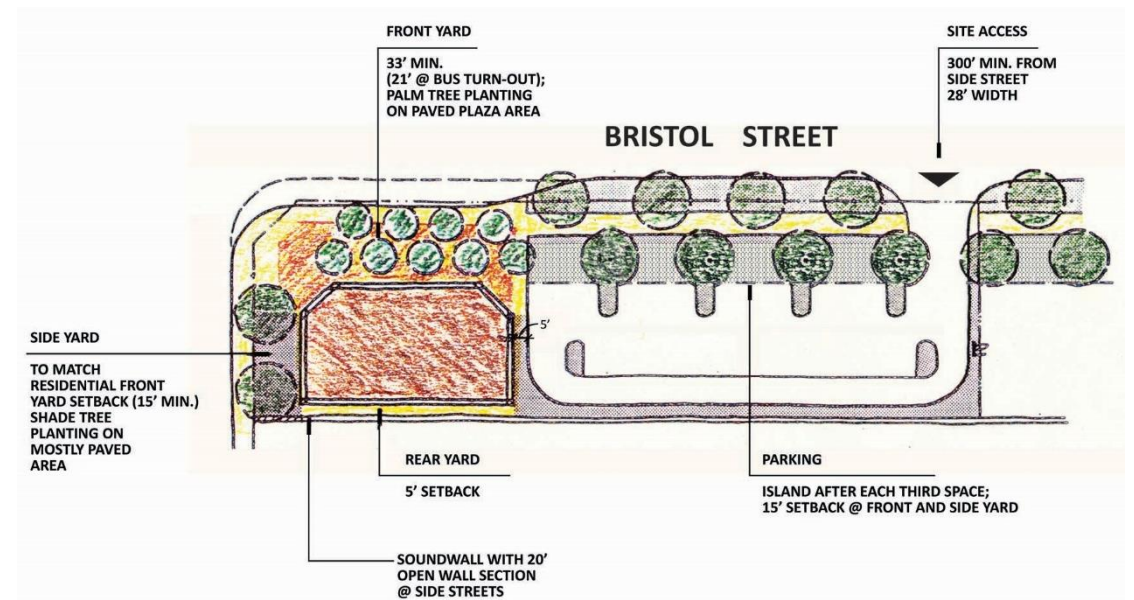 FRONT YARD
33' MIN.
(21' @ BUS TURN-OUT);
PALM TREE PLANTING
ON PAVED PLAZA AREA
SITE ACCESS
300' MIN. FROM
SIDE STREET
28' WIDTH
BRISTOL STREET
5'
SIDE YARD
TO MATCH
RESIDENTIAL FRONT
YARD SETBACK (15' MIN.)
SHADE TREE
PLANTING ON
MOSTLY PAVED
AREA
REAR YARD
5' SETBACK
PARKING
ISLAND AFTER EACH THIRD SPACE;
15' SETBACK @ FRONT AND SIDE YARD
SOUNDWALL WITH 20'
OPEN WALL SECTION
@ SIDE STREETS